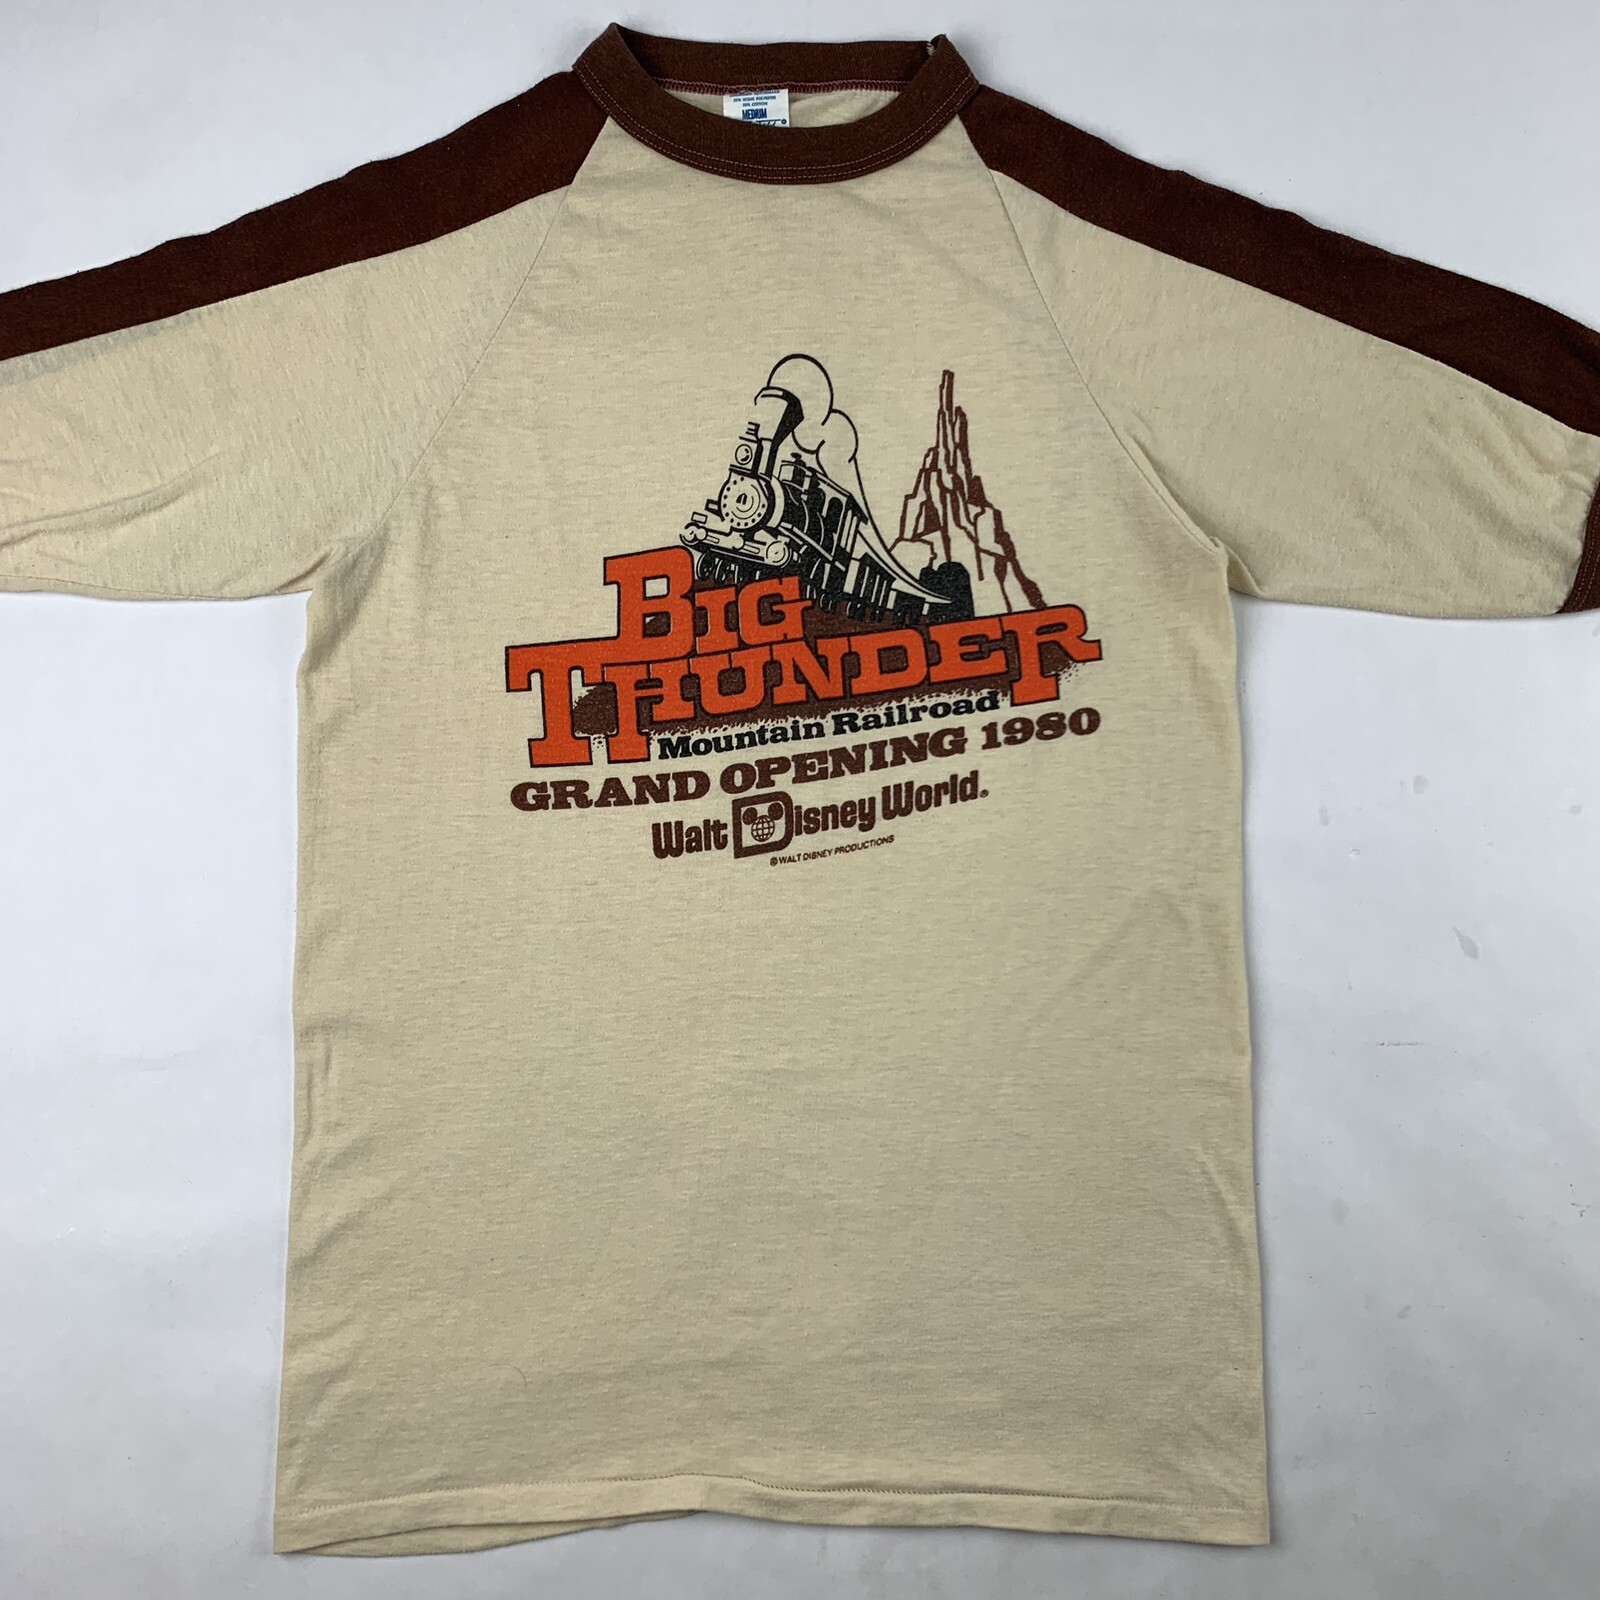 MEDIUM
BIG
THUNDER
Mountain Railroad
GRAND OPENING 1980
Walt Disney World.®
© WALT DISNEY PRODUCTIONS